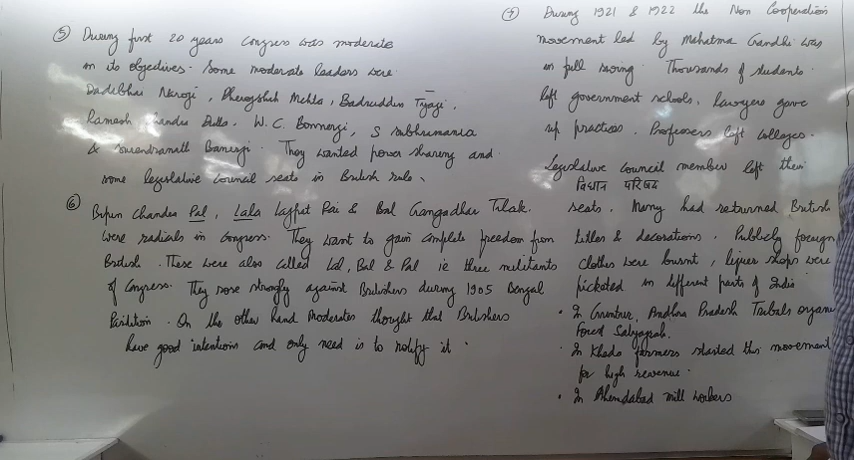 ⑤ During first 20 years Congress was moderate
in its objectives. Some moderate leaders were
Dadibhai Naroji, Pherozshah Mehta, Badruddin Tyagi,
Ramesh Chandra Dutta, W.C. Bonnerji, S Subhramania
& Surendranath Banerji. They wanted power sharing and
some legislative council seats in British rule.
⑥ Bipin Chandra Pal, Lala Lajpat Rai & Bal Gangadhar Tilak.
were radicals in Congress. They want to gain complete freedom from
British. These were also called Lal, Bal & Pal ie three militants
of Congress. They rose strongly against Britishers during 1905 Bengal
Partition. On the other hand Moderates thought that Britishers
have good intentions and only need is to notify it.
⑦ During 1921 & 1922 the Non Cooperation
movement led by Mahatma Gandhi was
in full swing. Thousands of students
left government schools, lawyers gave
up practices. Professors left colleges.
Legislative Council member left their
विधान परिषद
seats. Many had returned British
titles & decorations. Publicly foreign
clothes were burnt, liquor shops were
picketed in different parts of India
• In Guntur, Andhra Pradesh Tribals organi
Forest Satyagrah.
• In Kheda farmers started this movement
for high revenue.
• In Ahmdabad mill workers